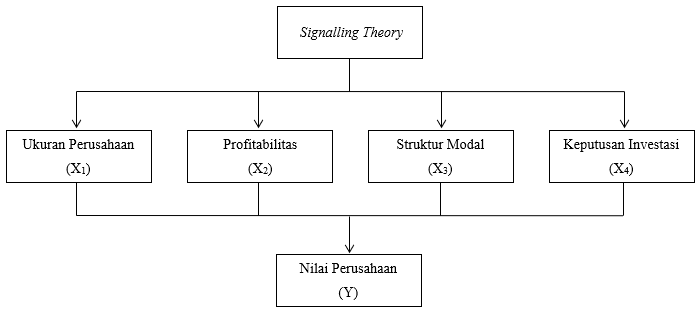 Signalling Theory
Ukuran Perusahaan
(X₁)
Profitabilitas
(X₂)
Struktur Modal
(X₃)
Keputusan Investasi
(X₄)
Nilai Perusahaan
(Y)